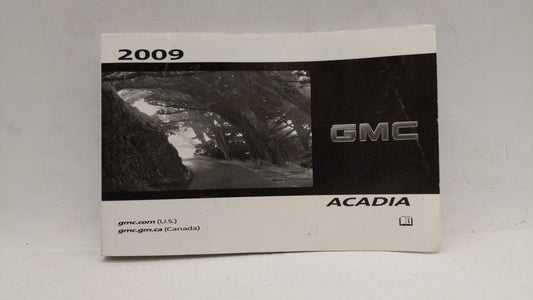 2009
GMC
ACADIA
gmc.com (U.S.)
gmc.gm.ca (Canada)